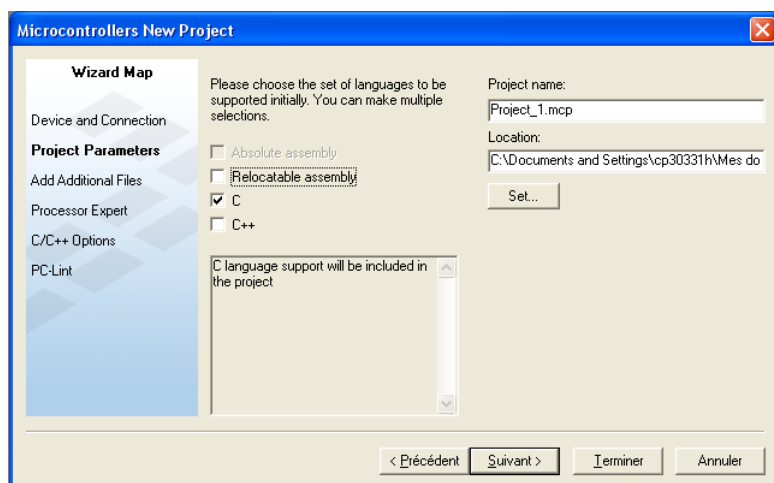 Microcontrollers New Project
Wizard Map
Device and Connection
Project Parameters
Add Additional Files
Processor Expert
C/C++ Options
PC-Lint
Please choose the set of languages to be
supported initially. You can make multiple
selections.
Absolute assembly
Relocatable assembly
C
C++
C language support will be included in
the project
Project name:
Project_1.mcp
Location:
C:\Documents and Settings\cp30331h\Mes do
Set...
< Précédent
Suivant >
Terminer
Annuler